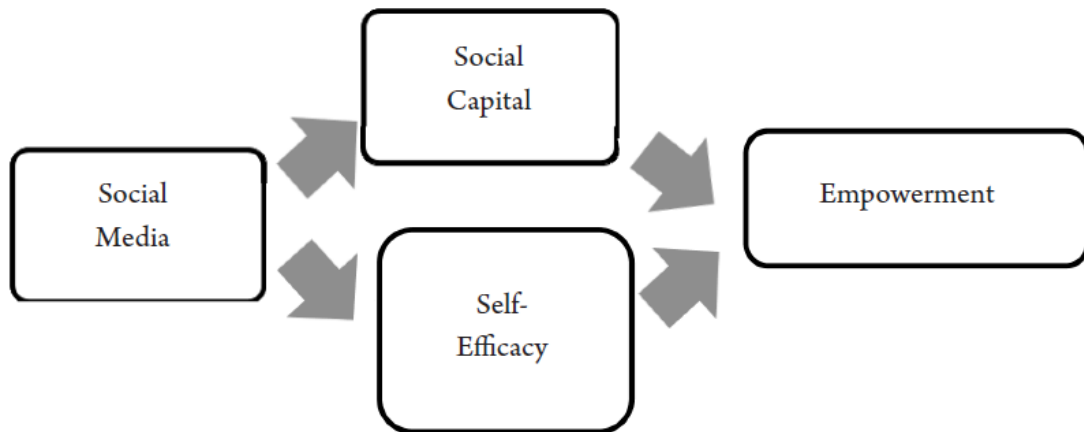 Social
Capital
Social
Media
Empowerment
Self-
Efficacy